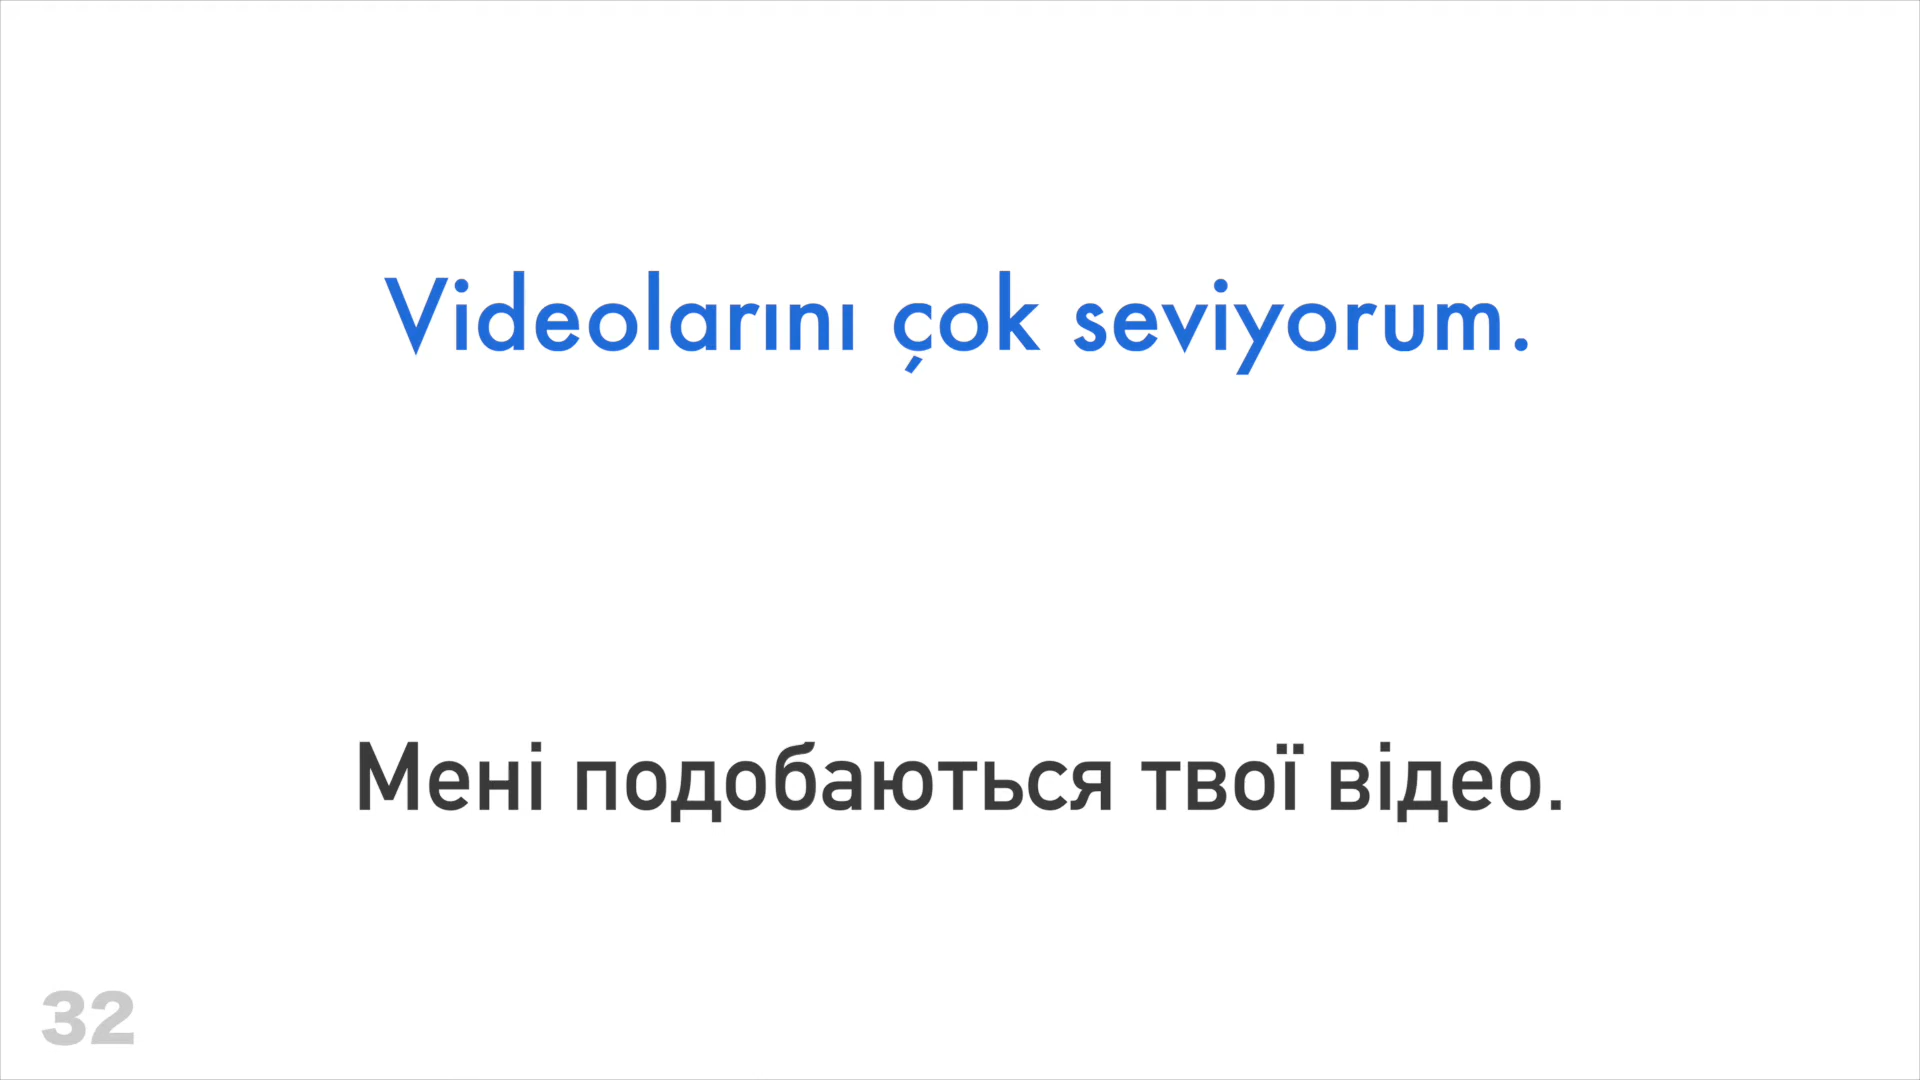 Videolarını çok seviyorum.
Мені подобаються твої відео.
32